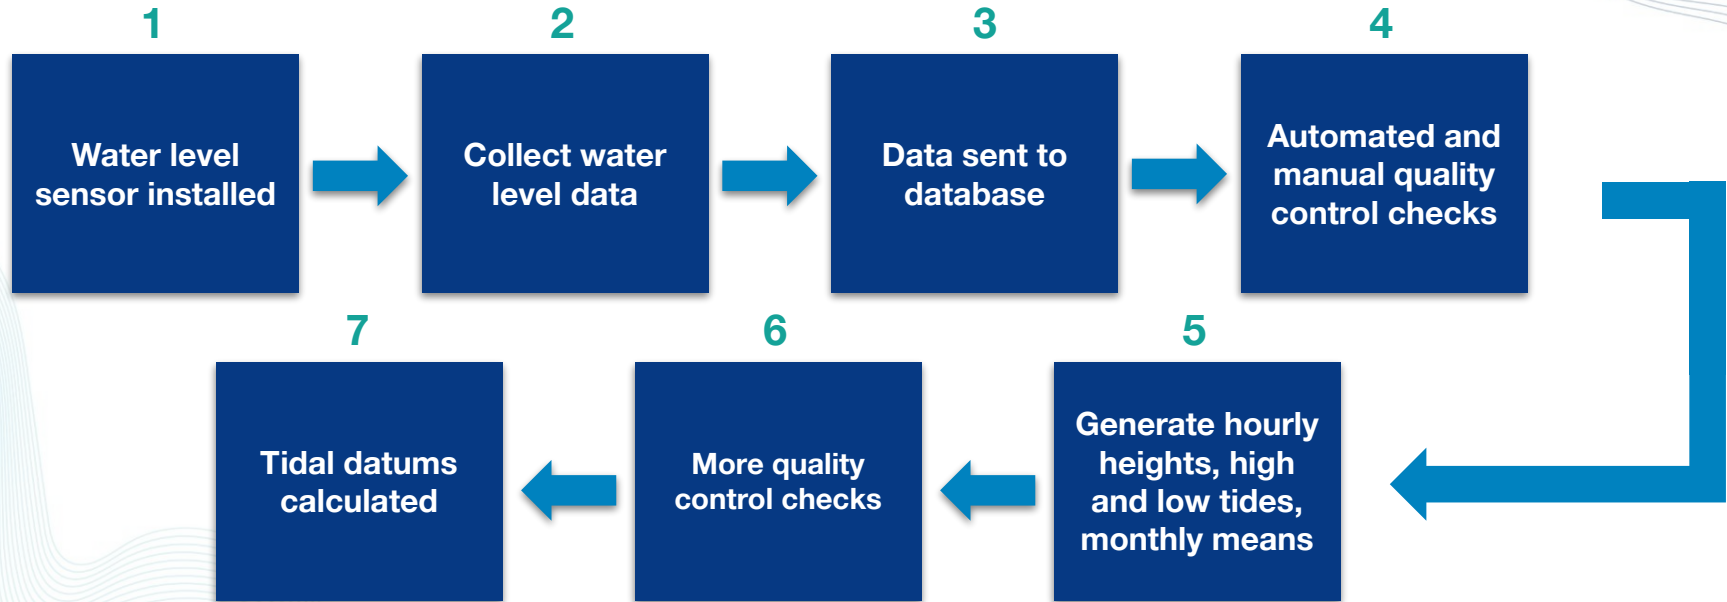 1
Water level
sensor installed
2
Collect water
level data
3
Data sent to
database
4
Automated and
manual quality
control checks
5
Generate hourly
heights, high
and low tides,
monthly means
6
More quality
control checks
7
Tidal datums
calculated